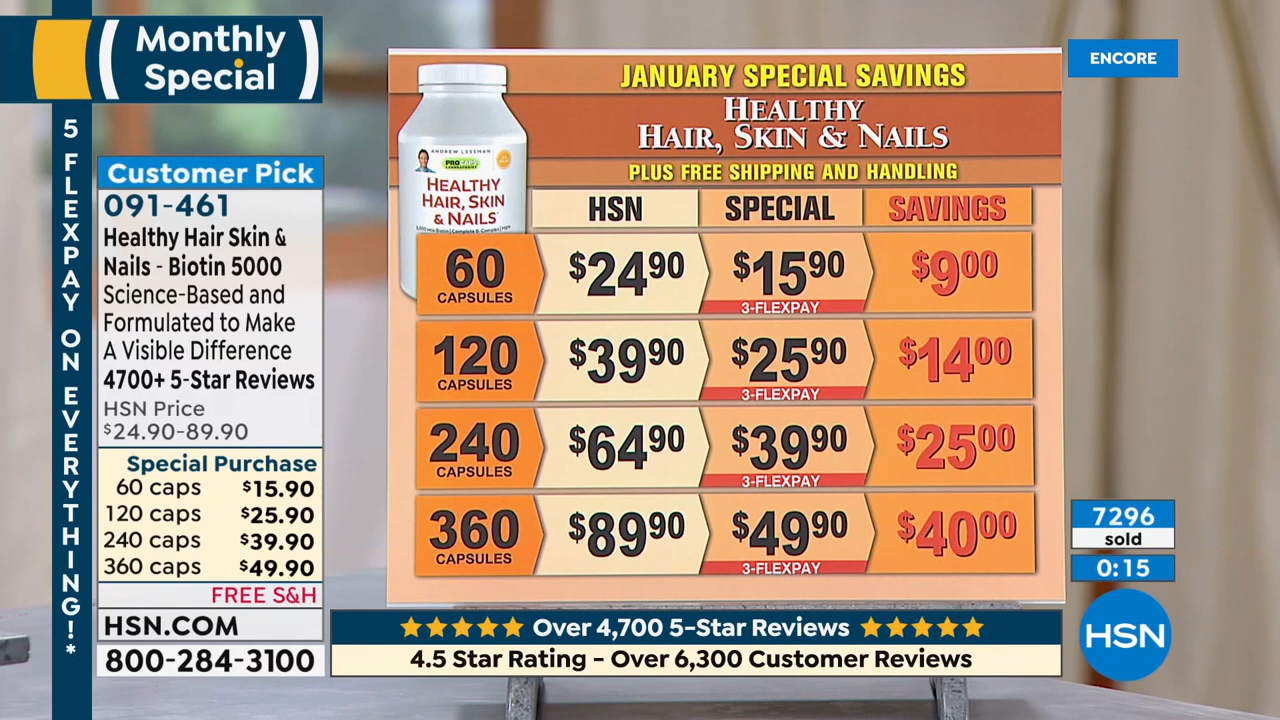 ( Monthly
Special )
5 FLEXPAY ON EVERYTHING!*
Customer Pick
091-461
Healthy Hair Skin &
Nails - Biotin 5000
Science-Based and
Formulated to Make
A Visible Difference
4700+ 5-Star Reviews
HSN Price
$24.90-89.90
Special Purchase
60 caps $15.90
120 caps $25.90
240 caps $39.90
360 caps $49.90
FREE S&H
HSN.COM
800-284-3100
JANUARY SPECIAL SAVINGS
HEALTHY
HAIR, SKIN & NAILS
PLUS FREE SHIPPING AND HANDLING
ANDREW LESSMAN
PROCAPS
LABORATORIES
HEALTHY
HAIR, SKIN
& NAILS
HSN SPECIAL SAVINGS
60 CAPSULES $24.90 $15.90 3-FLEXPAY $9.00
120 CAPSULES $39.90 $25.90 3-FLEXPAY $14.00
240 CAPSULES $64.90 $39.90 3-FLEXPAY $25.00
360 CAPSULES $89.90 $49.90 3-FLEXPAY $40.00
ENCORE
7296
sold
0:15
HSN
Over 4,700 5-Star Reviews
4.5 Star Rating – Over 6,300 Customer Reviews